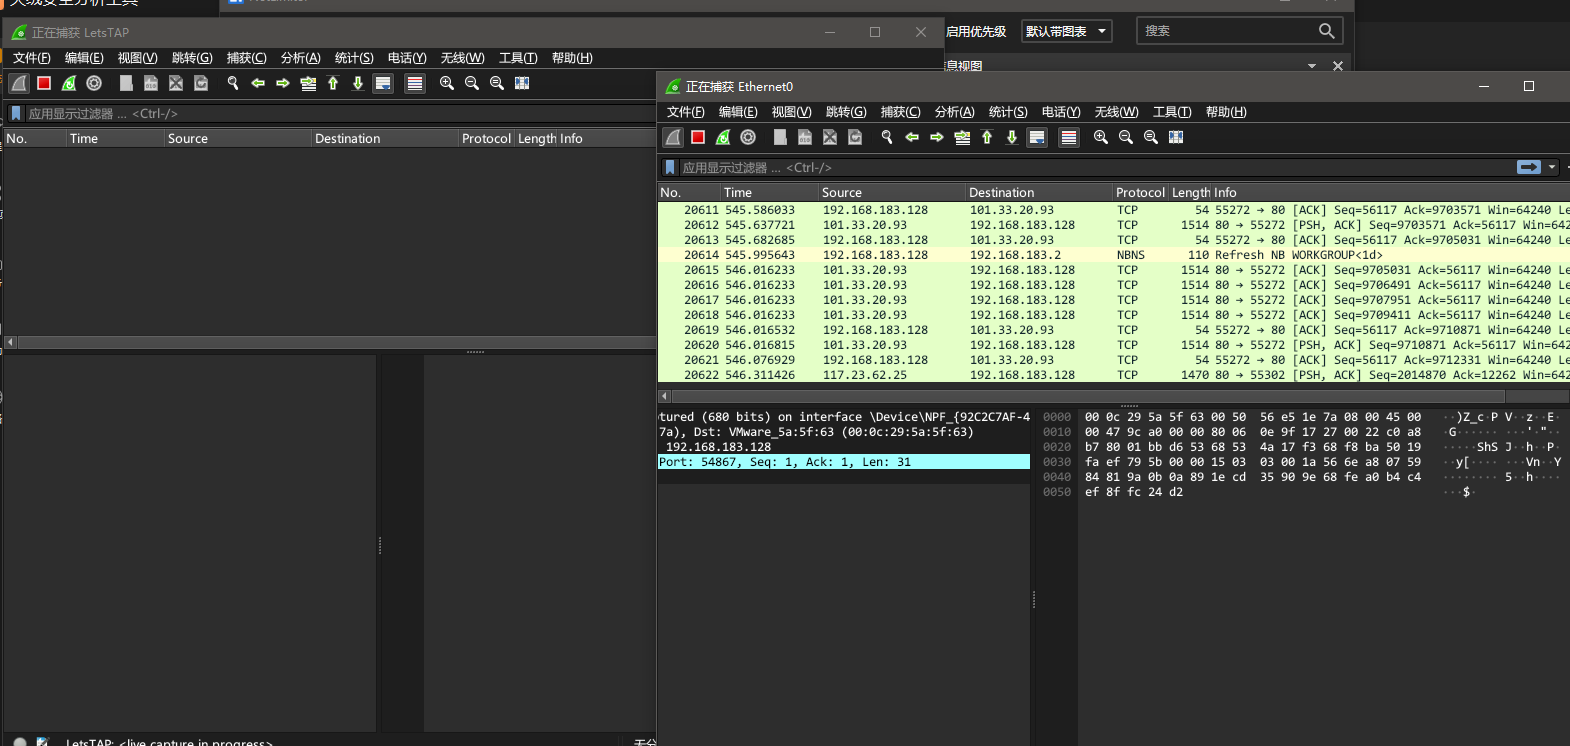 正在捕获 LetsTAP
文件(F) 编辑(E) 视图(V) 跳转(G) 捕获(C) 分析(A) 统计(S) 电话(Y) 无线(W) 工具(T) 帮助(H)
应用显示过滤器 … <Ctrl-/>
No. Time Source Destination Protocol Length Info
LetsTAP: <live capture in progress>
启用优先级 默认带图表 搜索
息视图
正在捕获 Ethernet0
文件(F) 编辑(E) 视图(V) 跳转(G) 捕获(C) 分析(A) 统计(S) 电话(Y) 无线(W) 工具(T) 帮助(H)
应用显示过滤器 … <Ctrl-/>
No. Time Source Destination Protocol Length Info
20611 545.586033 192.168.183.128 101.33.20.93 TCP 54 55272 → 80 [ACK] Seq=56117 Ack=9703571 Win=64240 Le
20612 545.637721 101.33.20.93 192.168.183.128 TCP 1514 80 → 55272 [PSH, ACK] Seq=9703571 Ack=56117 Win=642
20613 545.682685 192.168.183.128 101.33.20.93 TCP 54 55272 → 80 [ACK] Seq=56117 Ack=9705031 Win=64240 Le
20614 545.995643 192.168.183.128 192.168.183.2 NBNS 110 Refresh NB WORKGROUP<1d>
20615 546.016233 101.33.20.93 192.168.183.128 TCP 1514 80 → 55272 [ACK] Seq=9705031 Ack=56117 Win=64240 Le
20616 546.016233 101.33.20.93 192.168.183.128 TCP 1514 80 → 55272 [ACK] Seq=9706491 Ack=56117 Win=64240 Le
20617 546.016233 101.33.20.93 192.168.183.128 TCP 1514 80 → 55272 [ACK] Seq=9707951 Ack=56117 Win=64240 Le
20618 546.016233 101.33.20.93 192.168.183.128 TCP 1514 80 → 55272 [ACK] Seq=9709411 Ack=56117 Win=64240 Le
20619 546.016532 192.168.183.128 101.33.20.93 TCP 54 55272 → 80 [ACK] Seq=56117 Ack=9710871 Win=64240 Le
20620 546.016815 101.33.20.93 192.168.183.128 TCP 1514 80 → 55272 [PSH, ACK] Seq=9710871 Ack=56117 Win=642
20621 546.076929 192.168.183.128 101.33.20.93 TCP 54 55272 → 80 [ACK] Seq=56117 Ack=9712331 Win=64240 Le
20622 546.311426 117.23.62.25 192.168.183.128 TCP 1470 80 → 55302 [PSH, ACK] Seq=2014870 Ack=12262 Win=642
tured (680 bits) on interface \Device\NPF_{92C2C7AF-4
7a), Dst: VMware_5a:5f:63 (00:0c:29:5a:5f:63)
192.168.183.128
Port: 54867, Seq: 1, Ack: 1, Len: 31
0000 00 0c 29 5a 5f 63 00 50 56 e5 1e 7a 08 00 45 00 ··)Z_c·P V··z··E·
0010 00 47 9c a0 00 00 80 06 0e 9f 17 27 00 22 c0 a8 ·G······ ···'·"··
0020 b7 80 01 bb d6 53 68 53 4a 17 f3 68 f8 ba 50 19 ·····ShS J··h··P·
0030 fa ef 79 5b 00 00 15 03 03 00 1a 56 6e a8 07 59 ··y[···· ···Vn··Y
0040 84 81 9a 0b 0a 89 1e cd 35 90 9e 68 fe a0 b4 c4 ········ 5··h····
0050 ef 8f fc 24 d2 ···$·